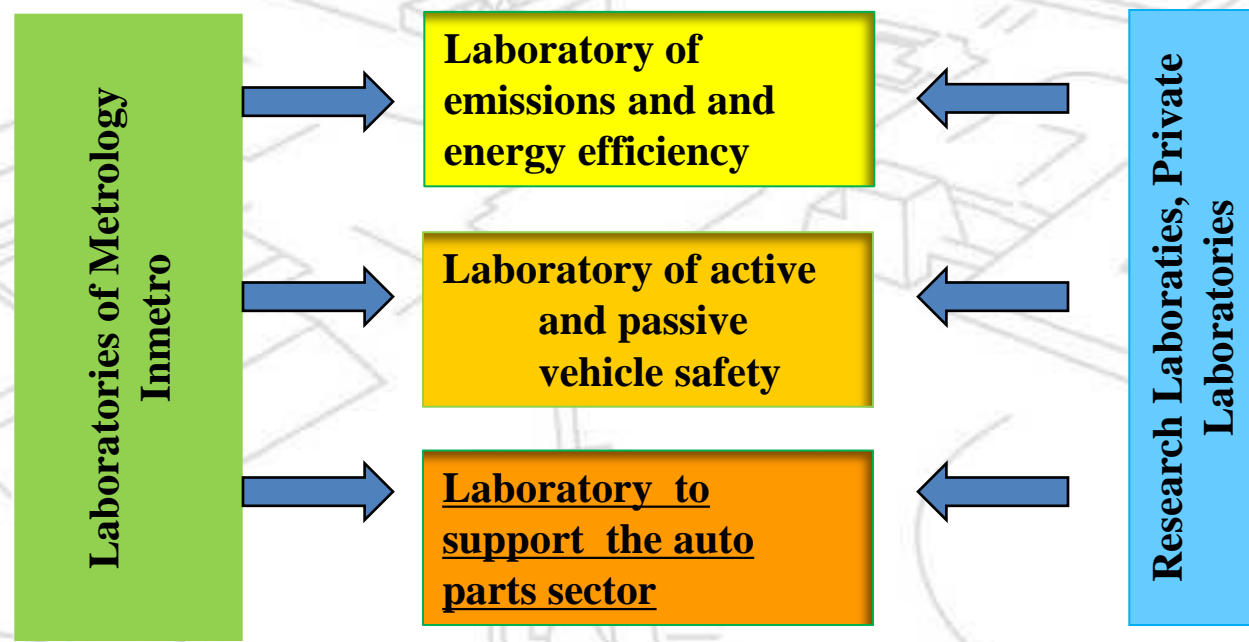 Laboratories of Metrology
Inmetro
Laboratory of
emissions and and
energy efficiency
Laboratory of active
and passive
vehicle safety
Laboratory to
support the auto
parts sector
Research Laboraties, Private
Laboratories